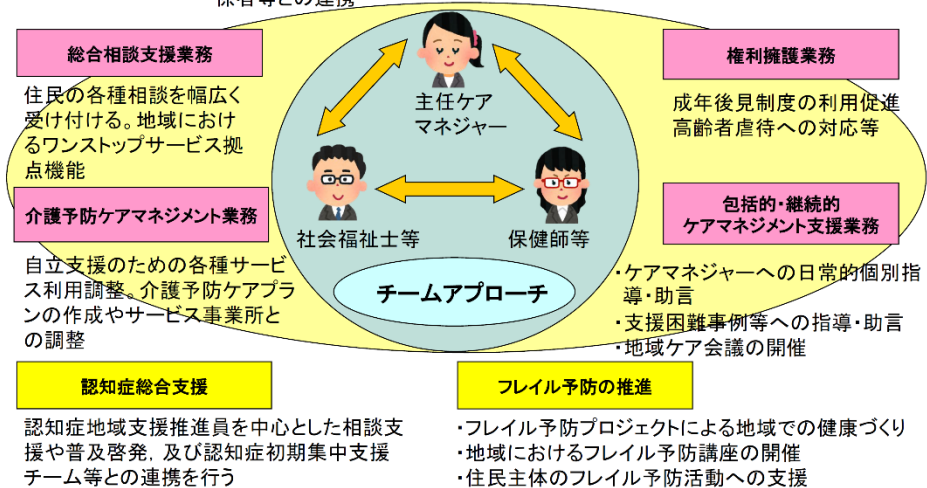 係者等との連携
総合相談支援業務
住民の各種相談を幅広く
受け付ける。地域におけ
るワンストップサービス拠
点機能
介護予防ケアマネジメント業務
自立支援のための各種サービ
ス利用調整。介護予防ケアプラ
ンの作成やサービス事業所と
の調整
主任ケア
マネジャー
社会福祉士等
保健師等
チームアプローチ
権利擁護業務
成年後見制度の利用促進
高齢者虐待への対応等
包括的・継続的
ケアマネジメント支援業務
・ケアマネジャーへの日常的個別指
導・助言
・支援困難事例等への指導・助言
・地域ケア会議の開催
認知症総合支援
認知症地域支援推進員を中心とした相談支
援や普及啓発, 及び認知症初期集中支援
チーム等との連携を行う
フレイル予防の推進
・フレイル予防プロジェクトによる地域での健康づくり
・地域におけるフレイル予防講座の開催
・住民主体のフレイル予防活動への支援